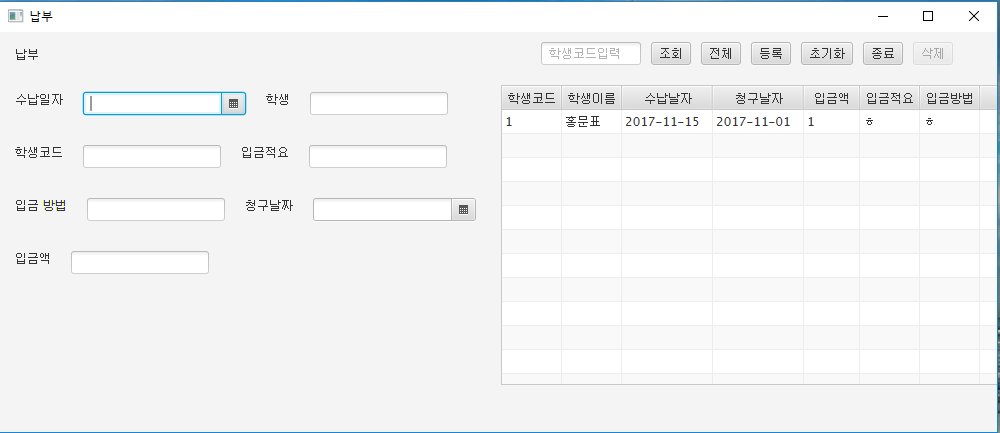 납부
납부
학생코드입력 조회 전체 등록 초기화 종료 삭제
수납일자 학생
학생코드 입금적요
입금 방법 청구날짜
입금액
학생코드 학생이름 수납날자 청구날자 입금액 입금적요 입금방법
1 홍문표 2017-11-15 2017-11-01 1 ㅎ ㅎ